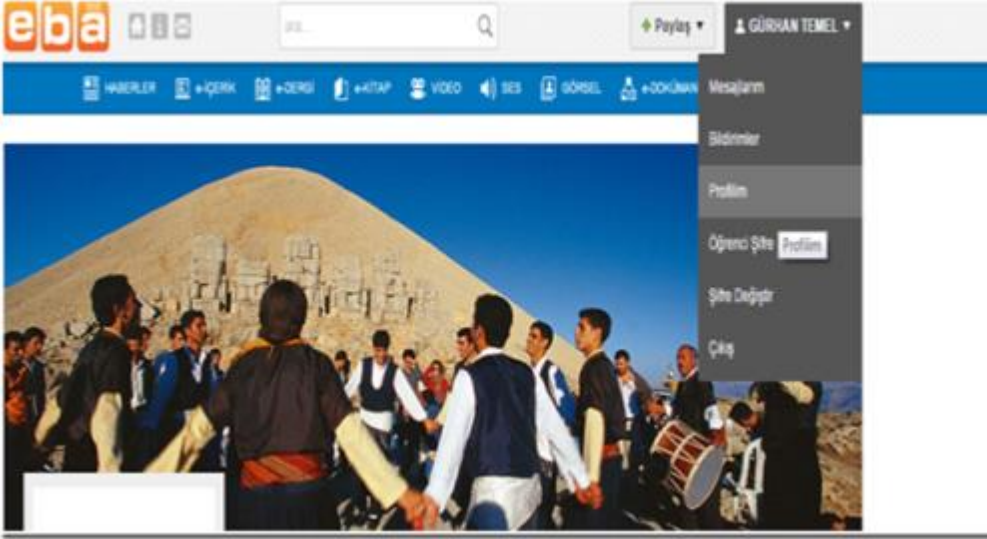 eba
ara...
Paylaş
GÜRHAN TEMEL
HABERLER e-İÇERİK e-DERGİ e-KİTAP VİDEO SES GÖRSEL e-DOKÜMAN
Mesajlarım
Bildirimler
Profilim
Öğrenci Şifre Profilim
Şifre Değiştir
Çıkış